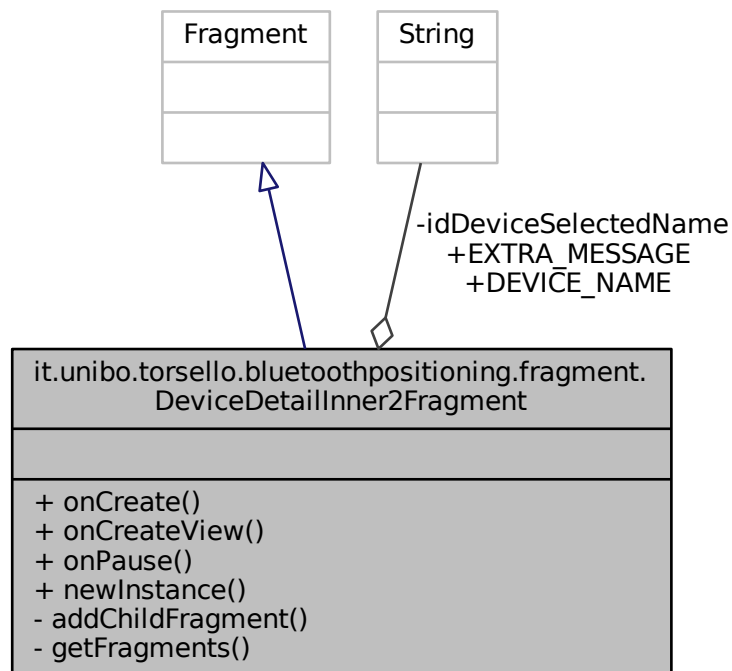 Fragment
String
-idDeviceSelectedName
+EXTRA_MESSAGE
+DEVICE_NAME
it.unibo.torsello.bluetoothpositioning.fragment.
DeviceDetailInner2Fragment
+ onCreate()
+ onCreateView()
+ onPause()
+ newInstance()
- addChildFragment()
- getFragments()